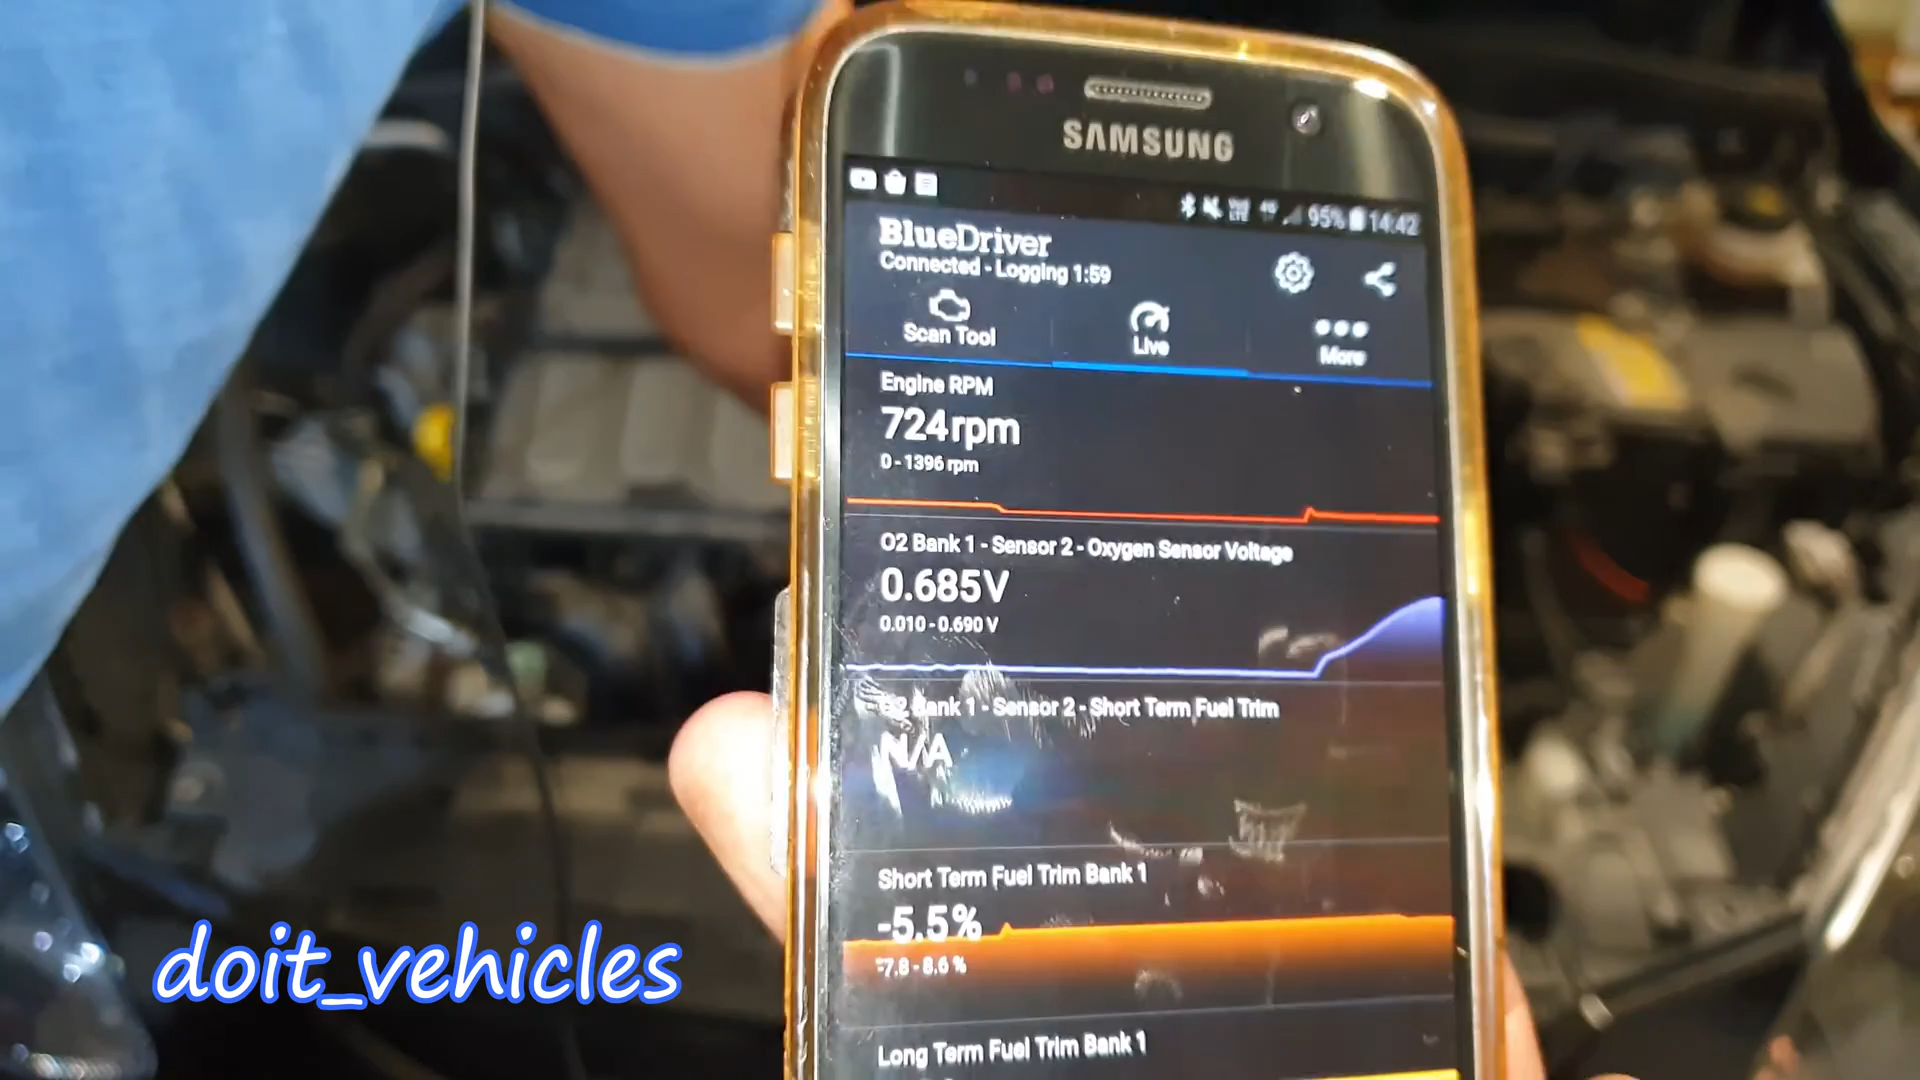 SAMSUNG
95% 14:42
BlueDriver
Connected - Logging 1:59
Scan Tool
Live
More
Engine RPM
724rpm
0 - 1396 rpm
O2 Bank 1 - Sensor 2 - Oxygen Sensor Voltage
0.685V
0.010 - 0.690 V
O2 Bank 1 - Sensor 2 - Short Term Fuel Trim
N/A
Short Term Fuel Trim Bank 1
-5.5%
-7.8 - 8.6 %
Long Term Fuel Trim Bank 1
doit_vehicles